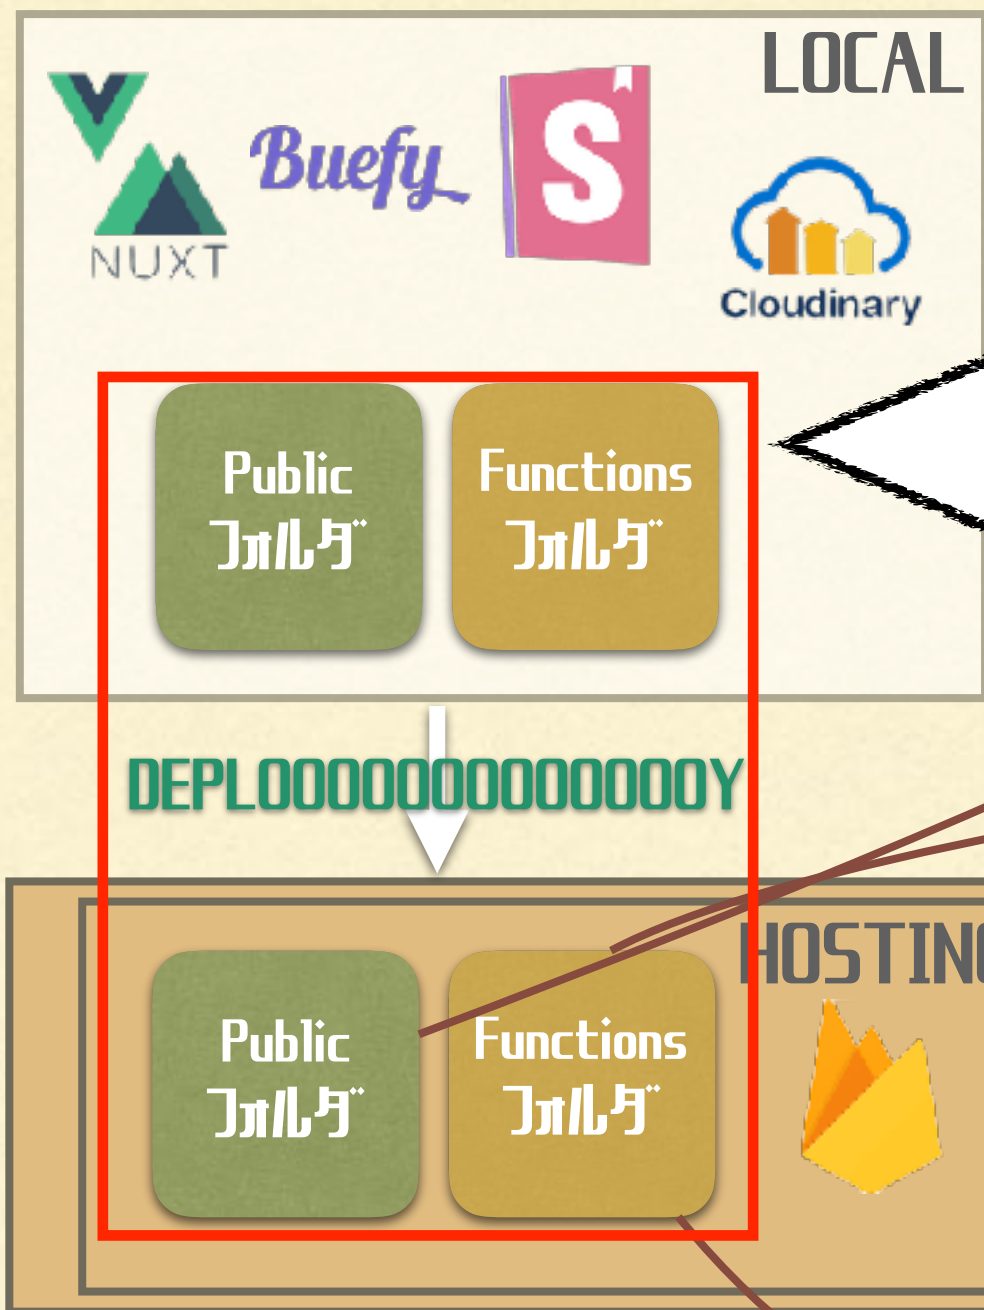 LOCAL
NUXT
Buefy
S
Cloudinary
Public
フォルダ
Functions
フォルダ
DEPLOOOOOOOOOOOOOY
HOSTING
Public
フォルダ
Functions
フォルダ